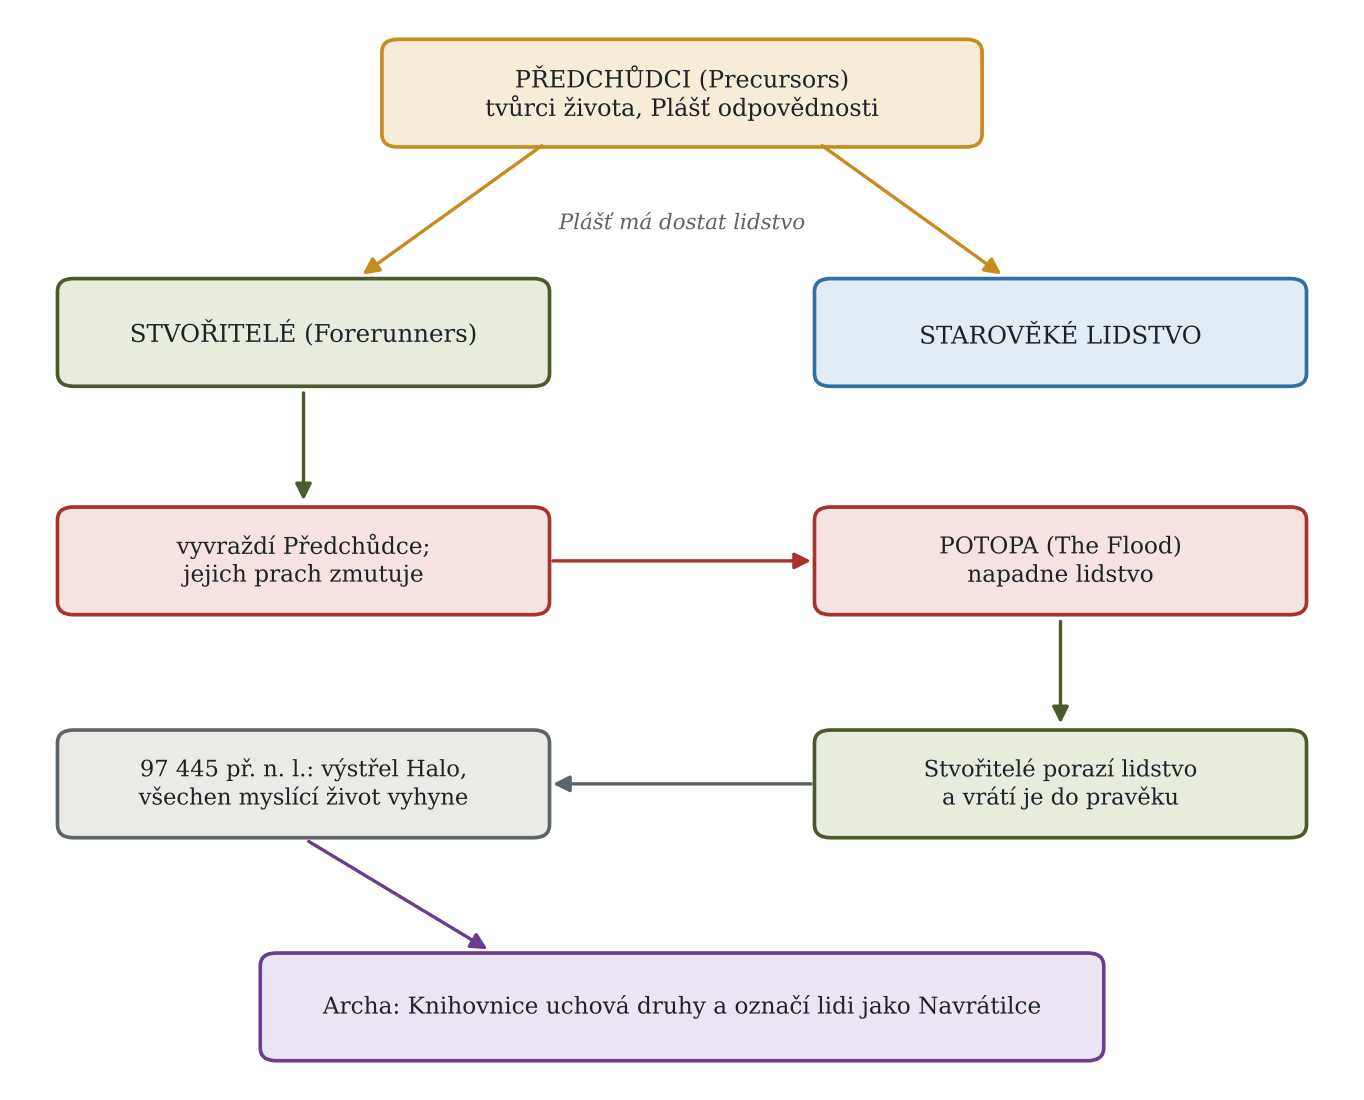 PŘEDCHŮDCI (Precursors)
tvůrci života, Plášť odpovědnosti
Plášť má dostat lidstvo
STVOŘITELÉ (Forerunners)
STAROVĚKÉ LIDSTVO
vyvraždí Předchůdce;
jejich prach zmutuje
POTOPA (The Flood)
napadne lidstvo
97 445 př. n. l.: výstřel Halo,
všechen myslící život vyhyne
Stvořitelé porazí lidstvo
a vrátí je do pravěku
Archa: Knihovnice uchová druhy a označí lidi jako Navrátilce